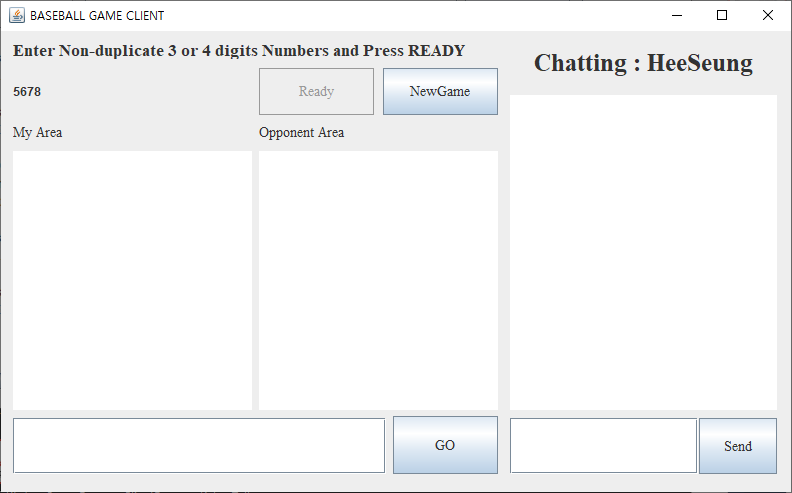 BASEBALL GAME CLIENT
Enter Non-duplicate 3 or 4 digits Numbers and Press READY
Chatting : HeeSeung
5678
Ready
NewGame
My Area
Opponent Area
GO
Send